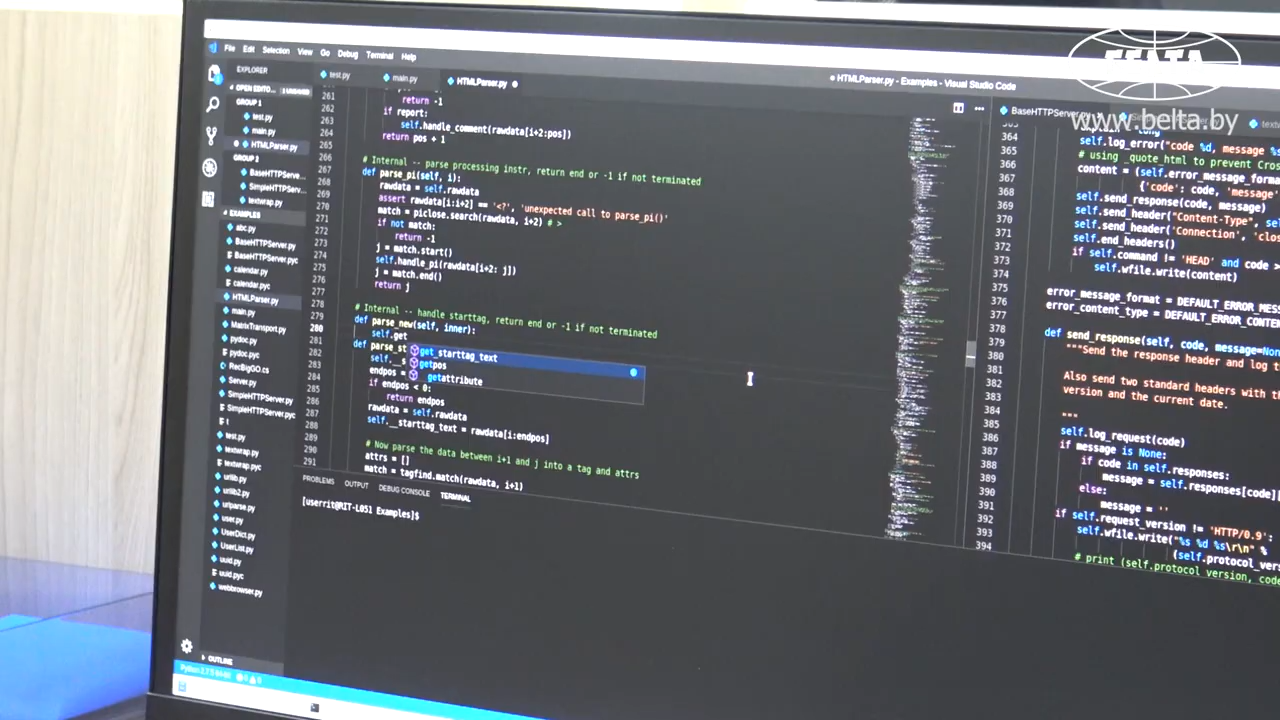 File Edit Selection View Go Debug Terminal Help
HTMLParser.py - Examples - Visual Studio Code
БЕЛТА
www.belta.by
EXPLORER
OPEN EDITO... 1 UNSAVED
GROUP 1
test.py
main.py
HTMLParser.py
GROUP 2
BaseHTTPServe...
SimpleHTTPServ...
textwrap.py
EXAMPLES
abc.py
BaseHTTPServer.py
BaseHTTPServer.pyc
calendar.py
calendar.pyc
HTMLParser.py
main.py
MatrixTransport.py
pydoc.py
pydoc.pyc
RecBigGO.cs
Server.py
SimpleHTTPServer.py
SimpleHTTPServer.pyc
t
test.py
textwrap.py
textwrap.pyc
urllib.py
urllib2.py
urlparse.py
user.py
UserDict.py
UserList.py
uuid.py
uuid.pyc
webbrowser.py
OUTLINE
test.py main.py HTMLParser.py
261
262 return -1
263 if report:
264 self.handle_comment(rawdata[i+2:pos])
265 return pos + 1
266
267 # Internal -- parse processing instr, return end or -1 if not terminated
268 def parse_pi(self, i):
269 rawdata = self.rawdata
270 assert rawdata[i:i+2] == '<?', 'unexpected call to parse_pi()'
271 match = piclose.search(rawdata, i+2) # >
272 if not match:
273 return -1
274 j = match.start()
275 self.handle_pi(rawdata[i+2: j])
276 j = match.end()
277 return j
278
279 # Internal -- handle starttag, return end or -1 if not terminated
280 def parse_new(self, inner):
281 self.get
282 def parse_st
283 self.__s
284 endpos =
285 if endpos < 0:
286 return endpos
287 rawdata = self.rawdata
288 self.__starttag_text = rawdata[i:endpos]
289
290 # Now parse the data between i+1 and j into a tag and attrs
291 attrs = []
match = tagfind.match(rawdata, i+1)
get_starttag_text
getpos
getattribute
PROBLEMS OUTPUT DEBUG CONSOLE TERMINAL
[userrit@RIT-L051 Examples]$
BaseHTTPServer
364
365 self.log_error("code %d, message %s
366 # using _quote_html to prevent Cros
367 content = (self.error_message_forma
368 {'code': code, 'message'
369 self.send_response(code, message)
370 self.send_header("Content-Type", self
371 self.send_header('Connection', 'clos
372 self.end_headers()
373 if self.command != 'HEAD' and code >
374 self.wfile.write(content)
375
376 error_message_format = DEFAULT_ERROR_MESS
377 error_content_type = DEFAULT_ERROR_CONTE
378
379 def send_response(self, code, message=None
380 """Send the response header and log t
381
382 Also send two standard headers with th
383 version and the current date.
384
385 """
386 self.log_request(code)
387 if message is None:
388 if code in self.responses:
389 message = self.responses[code][
390 else:
391 message = ''
392 if self.request_version != 'HTTP/0.9':
393 self.wfile.write("%s %d %s\r\n" %
394 (self.protocol_vers
# print (self.protocol_version, code